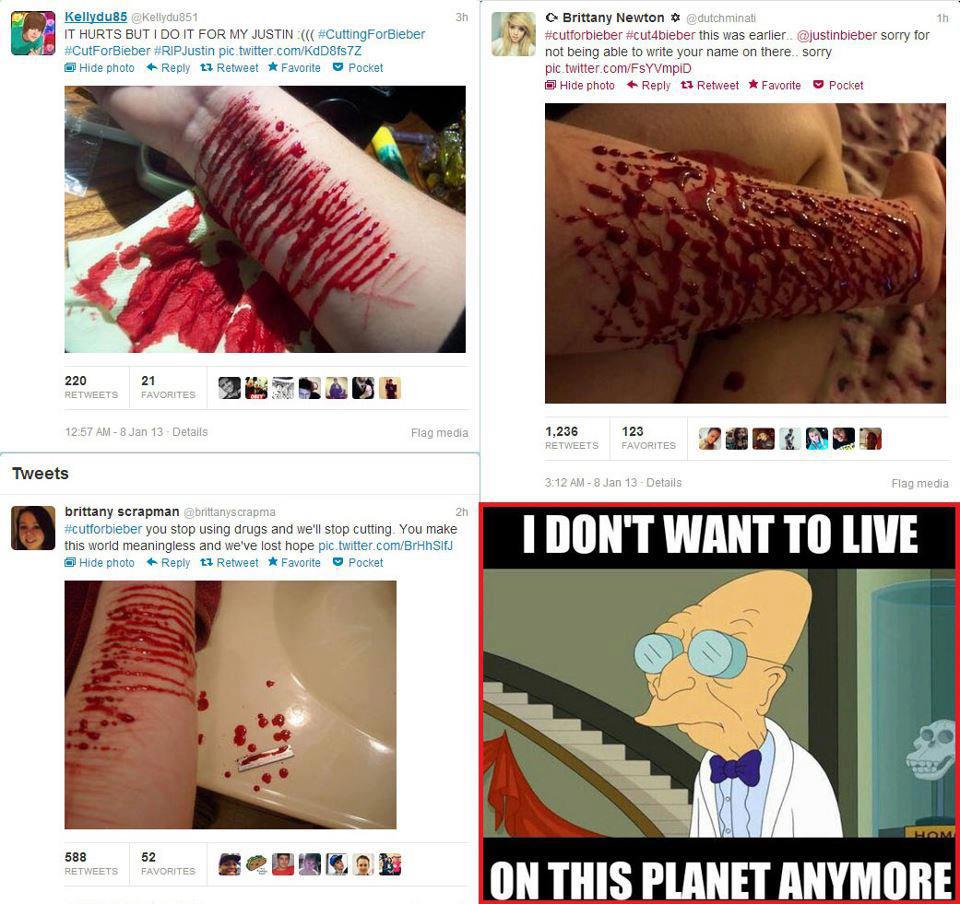 Kellydu85 @Kellydu851 3h
IT HURTS BUT I DO IT FOR MY JUSTIN :((( #CuttingForBieber
#CutForBieber #RIPJustin pic.twitter.com/KdD8fs7Z
Hide photo Reply Retweet Favorite Pocket
220 21
RETWEETS FAVORITES
12:57 AM - 8 Jan 13 · Details Flag media
Brittany Newton @dutchminati 1h
#cutforbieber #cut4bieber this was earlier.. @justinbieber sorry for
not being able to write your name on there.. sorry
pic.twitter.com/FsYVmpiD
Hide photo Reply Retweet Favorite Pocket
1,236 123
RETWEETS FAVORITES
3:12 AM - 8 Jan 13 · Details Flag media
Tweets
brittany scrapman @brittanyscrapma 2h
#cutforbieber you stop using drugs and we'll stop cutting. You make
this world meaningless and we've lost hope pic.twitter.com/BrHhSlfJ
Hide photo Reply Retweet Favorite Pocket
588 52
RETWEETS FAVORITES
I DON'T WANT TO LIVE
HOM
ON THIS PLANET ANYMORE